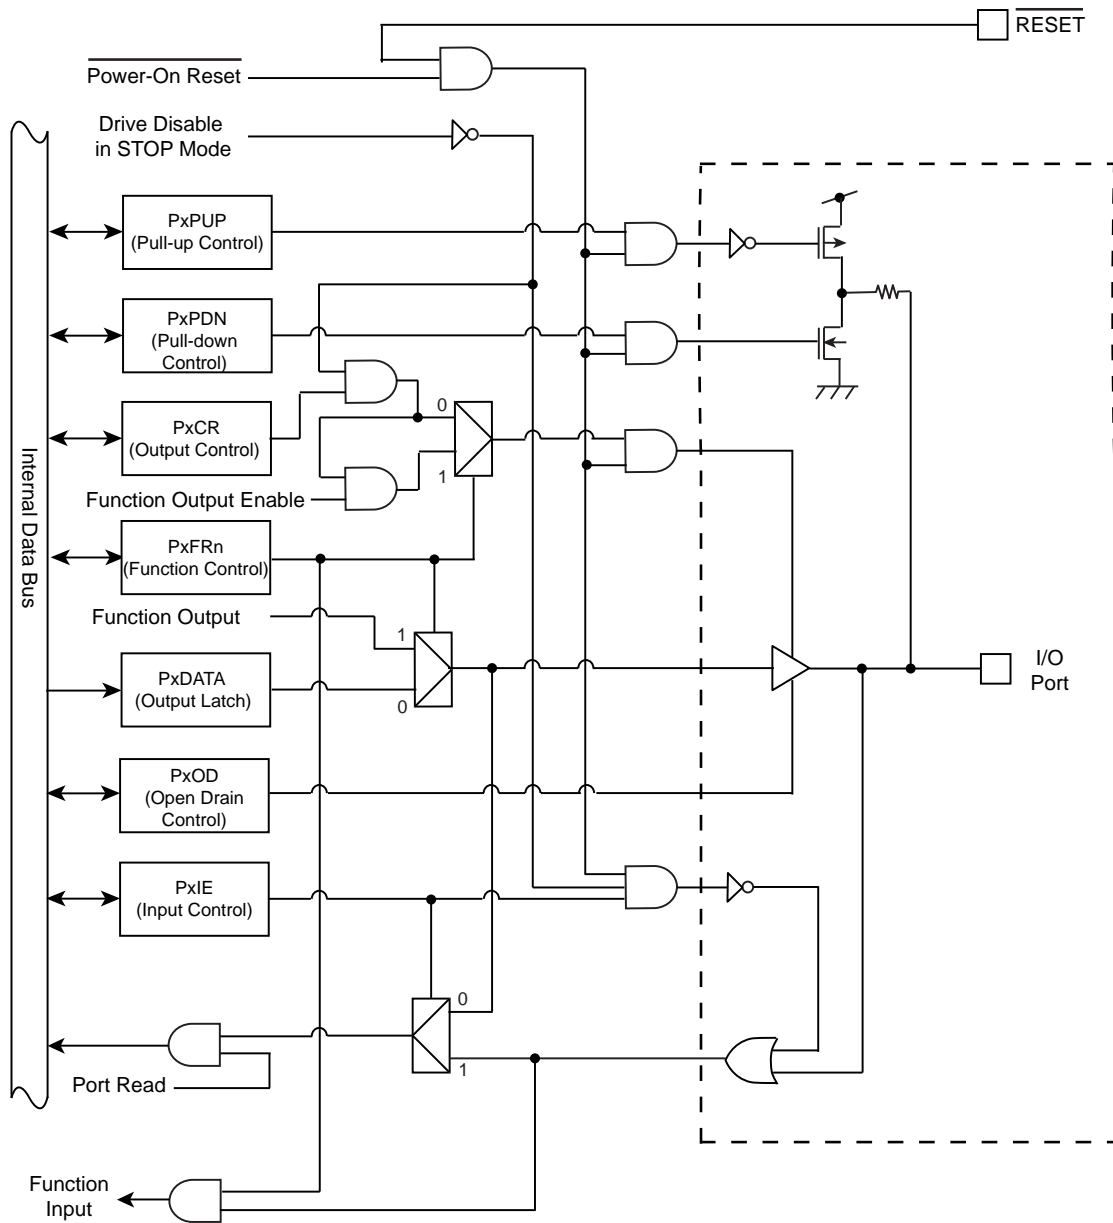 RESET
Power-On Reset
Drive Disable
in STOP Mode
PxPUP
(Pull-up Control)
PxPDN
(Pull-down
Control)
PxCR
(Output Control)
0
1
Function Output Enable
Internal Data Bus
PxFRn
(Function Control)
Function Output
1
0
PxDATA
(Output Latch)
I/O
Port
PxOD
(Open Drain
Control)
PxIE
(Input Control)
0
1
Port Read
Function
Input